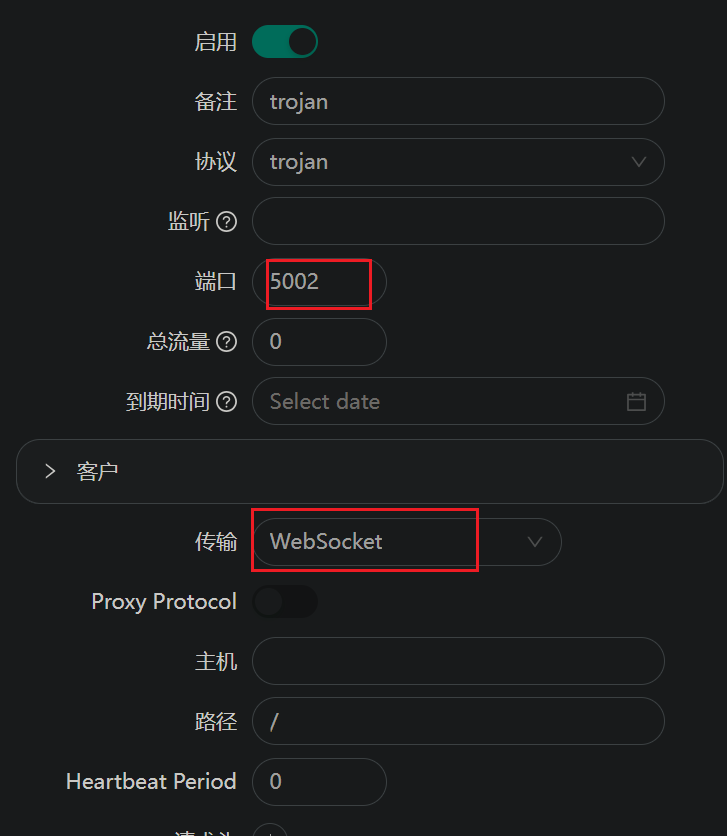 启用
备注 trojan
协议 trojan
监听
端口 5002
总流量 0
到期时间 Select date
客户
传输 WebSocket
Proxy Protocol
主机
路径 /
Heartbeat Period 0